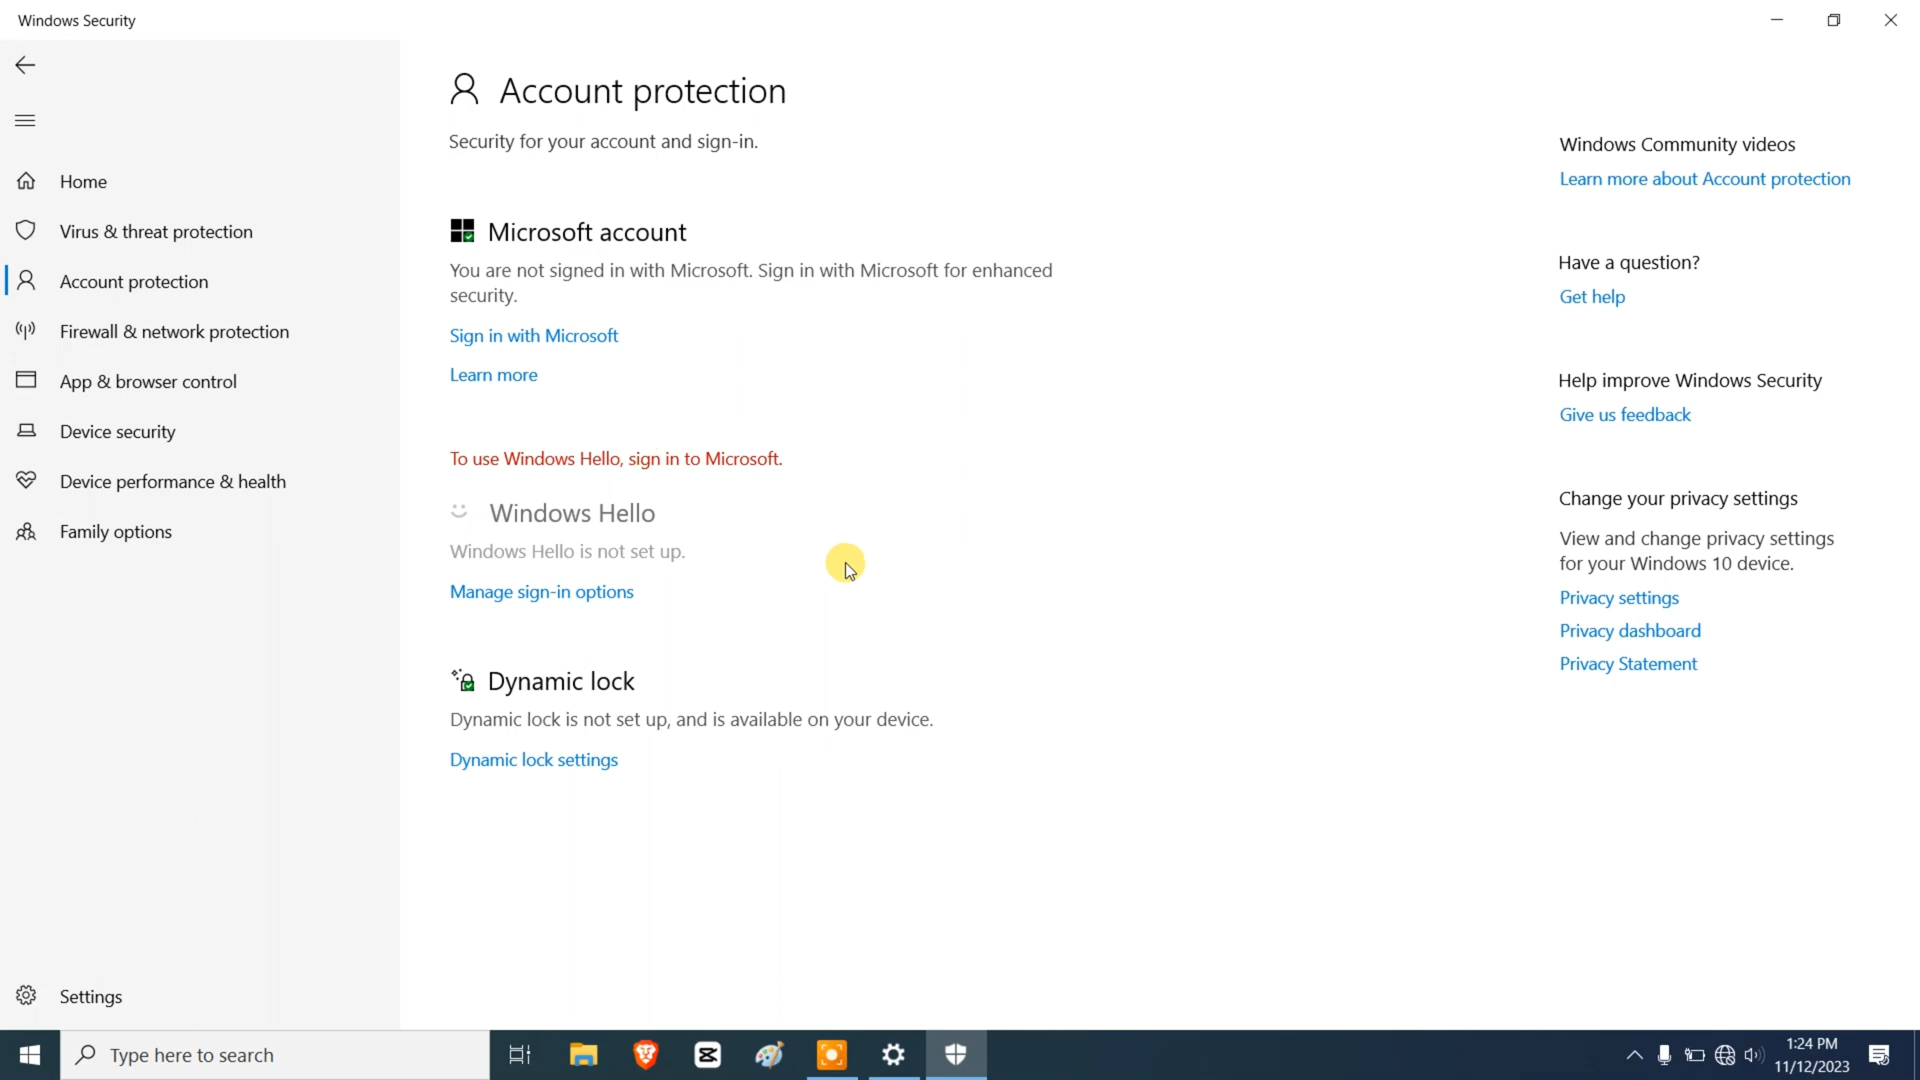 Windows Security
Home
Virus & threat protection
Account protection
Firewall & network protection
App & browser control
Device security
Device performance & health
Family options
Settings
Account protection
Security for your account and sign-in.
Microsoft account
You are not signed in with Microsoft. Sign in with Microsoft for enhanced
security.
Sign in with Microsoft
Learn more
To use Windows Hello, sign in to Microsoft.
Windows Hello
Windows Hello is not set up.
Manage sign-in options
Dynamic lock
Dynamic lock is not set up, and is available on your device.
Dynamic lock settings
Windows Community videos
Learn more about Account protection
Have a question?
Get help
Help improve Windows Security
Give us feedback
Change your privacy settings
View and change privacy settings
for your Windows 10 device.
Privacy settings
Privacy dashboard
Privacy Statement
Type here to search
1:24 PM
11/12/2023